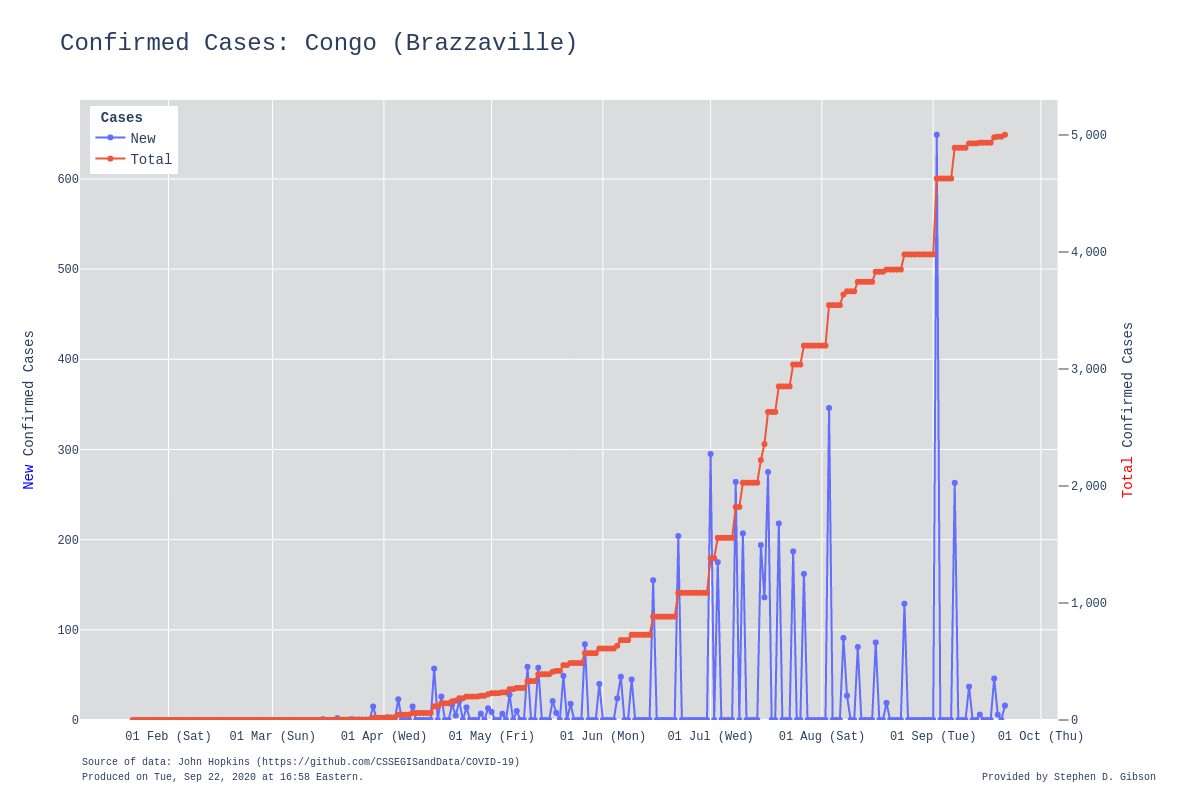 Confirmed Cases: Congo (Brazzaville)
Cases
New
Total
600
500
400
300
200
100
0
New Confirmed Cases
5,000
4,000
3,000
2,000
1,000
0
Total Confirmed Cases
01 Feb (Sat) 01 Mar (Sun) 01 Apr (Wed) 01 May (Fri) 01 Jun (Mon) 01 Jul (Wed) 01 Aug (Sat) 01 Sep (Tue) 01 Oct (Thu)
Source of data: John Hopkins (https://github.com/CSSEGISandData/COVID-19)
Produced on Tue, Sep 22, 2020 at 16:58 Eastern.
Provided by Stephen D. Gibson